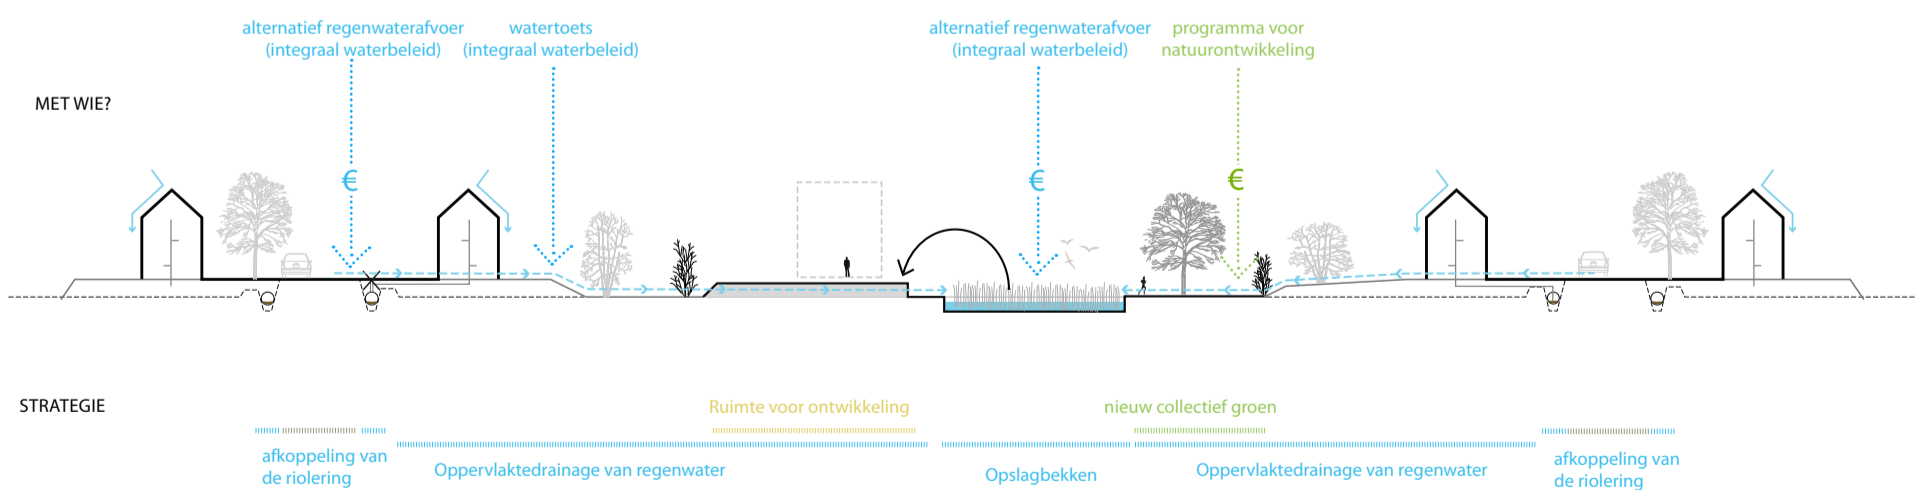 alternatief regenwaterafvoer
(integraal waterbeleid)
watertoets
(integraal waterbeleid)
alternatief regenwaterafvoer
(integraal waterbeleid)
programma voor
natuurontwikkeling
MET WIE?
€
€
€
STRATEGIE
Ruimte voor ontwikkeling
nieuw collectief groen
afkoppeling van
de riolering
Oppervlaktedrainage van regenwater
Opslagbekken
Oppervlaktedrainage van regenwater
afkoppeling van
de riolering